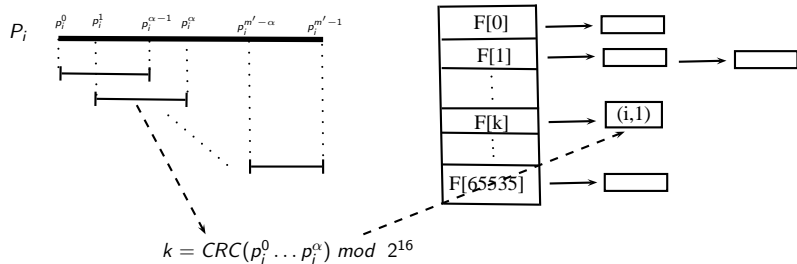 p_i^0 p_i^1 p_i^{α-1} p_i^α p_i^{m'-α} p_i^{m'-1}
P_i
F[0]
F[1]
F[k] (i,1)
F[65535]
k = CRC(p_i^0 ... p_i^α) mod 2^{16}